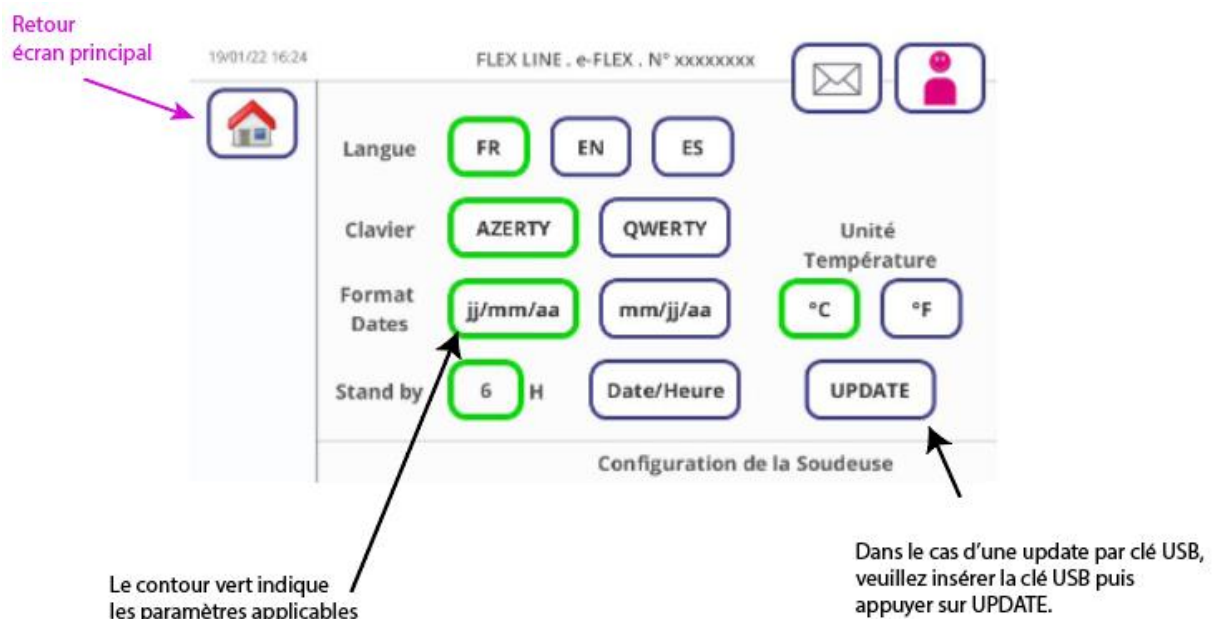 Retour
écran principal
19/01/22 16:24
FLEX LINE . e-FLEX . N° xxxxxxxx
Langue
FR
EN
ES
Clavier
AZERTY
QWERTY
Unité
Température
Format
Dates
jj/mm/aa
mm/jj/aa
°C
°F
Stand by
6
H
Date/Heure
UPDATE
Configuration de la Soudeuse
Le contour vert indique
les paramètres applicables
Dans le cas d'une update par clé USB,
veuillez insérer la clé USB puis
appuyer sur UPDATE.